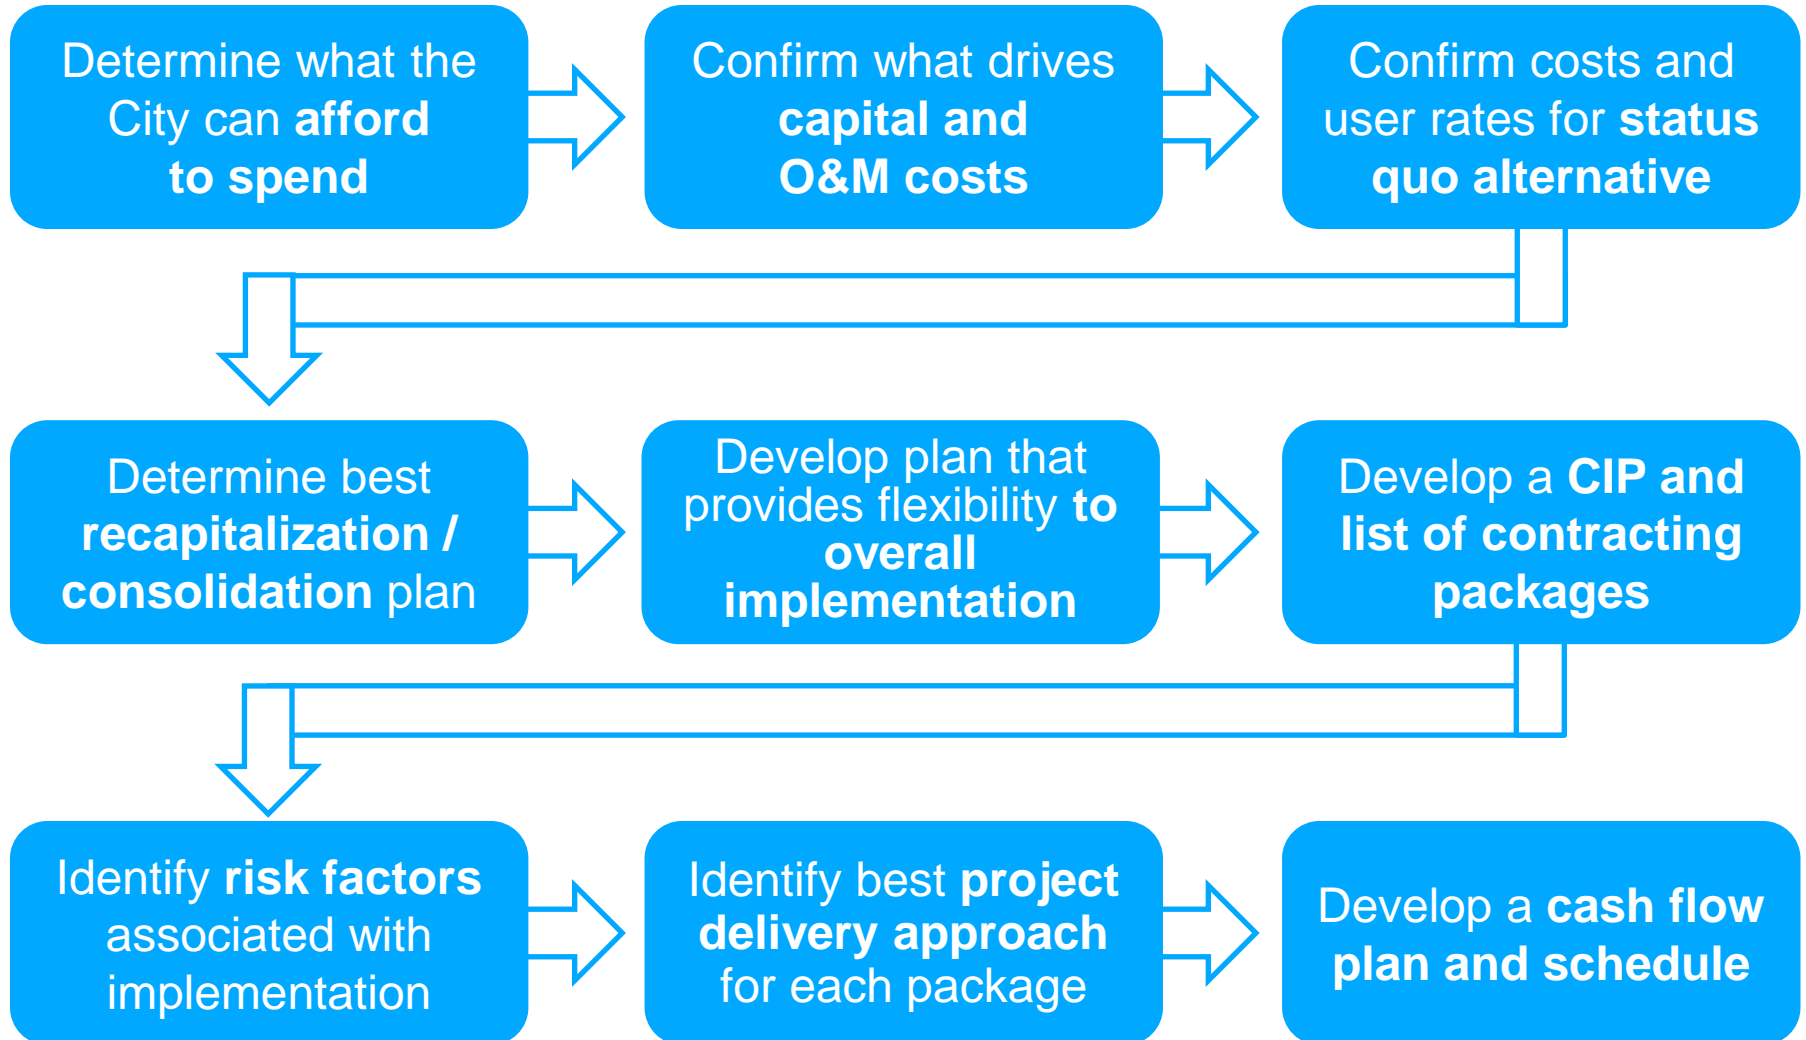 Determine what the
City can afford
to spend
Confirm what drives
capital and
O&M costs
Confirm costs and
user rates for status
quo alternative
Determine best
recapitalization /
consolidation plan
Develop plan that
provides flexibility to
overall
implementation
Develop a CIP and
list of contracting
packages
Identify risk factors
associated with
implementation
Identify best project
delivery approach
for each package
Develop a cash flow
plan and schedule